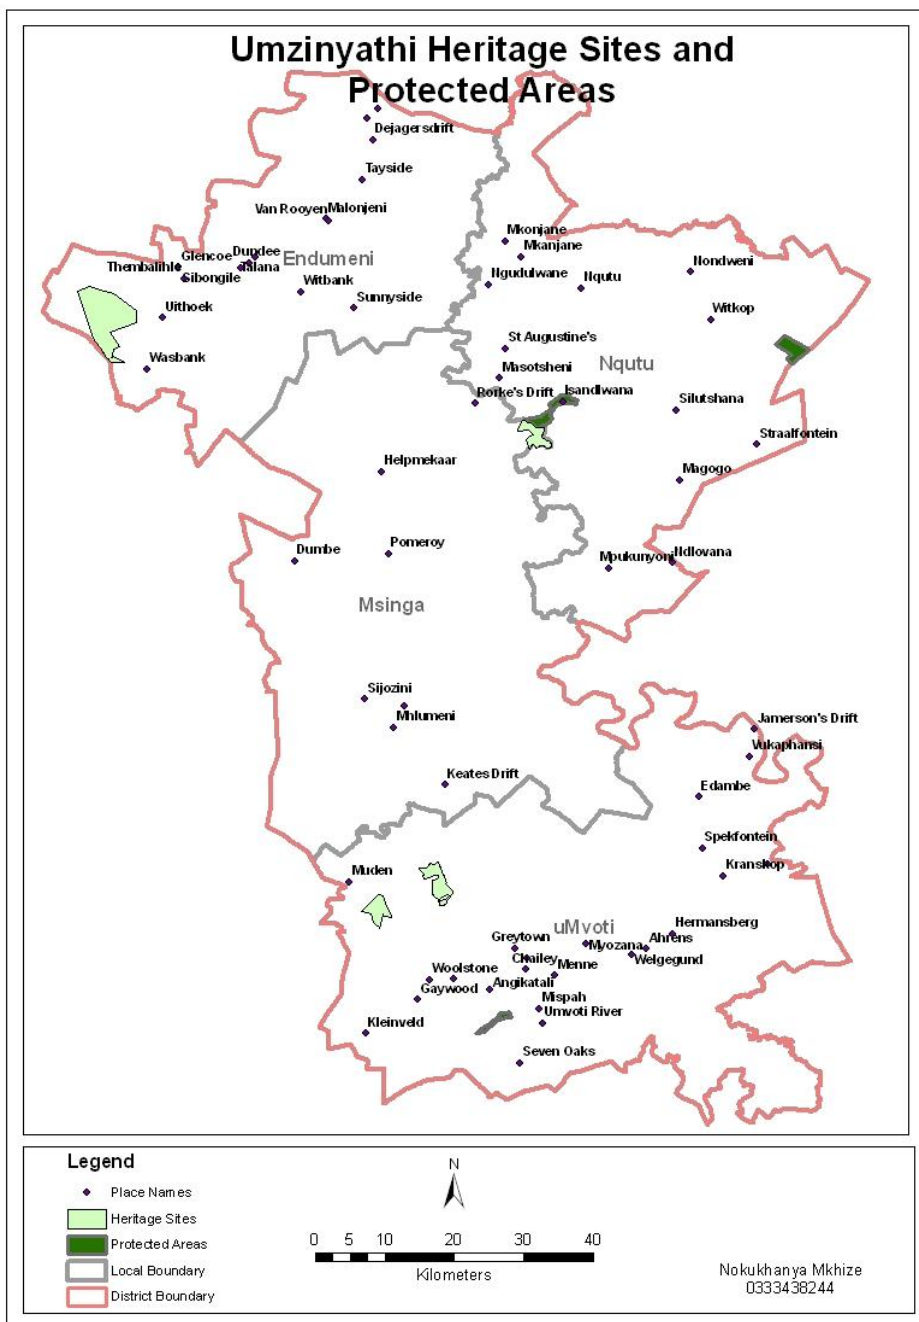 Umzinyathi Heritage Sites and
Protected Areas
Dejagersdrift
Tayside
Van Rooyen
Malonjeni
Mkonjane
Mkanjane
Glencoe
Dundee
Endumeni
Thembalihle
Talana
Nondweni
Sibongile
Witbank
Ngudulwane
Nqutu
Uithoek
Sunnyside
Witkop
St Augustine's
Wasbank
Masotsheni
Nqutu
Rorke's Drift
Isandlwana
Silutshana
Straalfontein
Helpmekaar
Magogo
Dumbe
Pomeroy
Mpukunyoni
Ndlovana
Msinga
Sijozini
Mhlumeni
Jamerson's Drift
Vukaphansi
Keates Drift
Edambe
Spekfontein
Muden
Kranskop
uMvoti
Hermansberg
Greytown
Myozana
Ahrens
Chailey
Welgegund
Woolstone
Menne
Gaywood
Angikatali
Mispah
Kleinveld
Umvoti River
Seven Oaks
Legend
Place Names
Heritage Sites
Protected Areas
Local Boundary
District Boundary
N
0 5 10 20 30 40
Kilometers
Nokukhanya Mkhize
0333438244